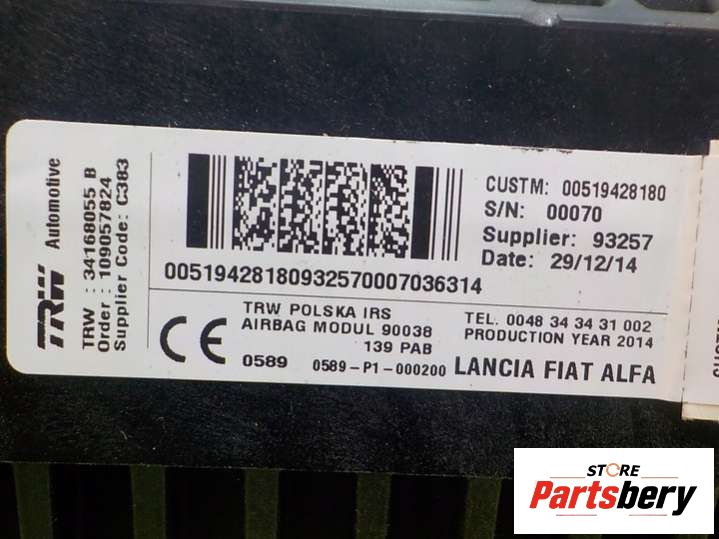 TRW Automotive
TRW : 34168055 B
Order : 109057824
Supplier Code: C383
CUSTM: 00519428180
S/N: 00070
Supplier: 93257
Date: 29/12/14
00519428180932570007036314
TRW POLSKA IRS
AIRBAG MODUL 90038
139 PAB
CE 0589 0589-P1-000200
TEL. 0048 34 34 31 002
PRODUCTION YEAR 2014
LANCIA FIAT ALFA
STORE
Partsbery